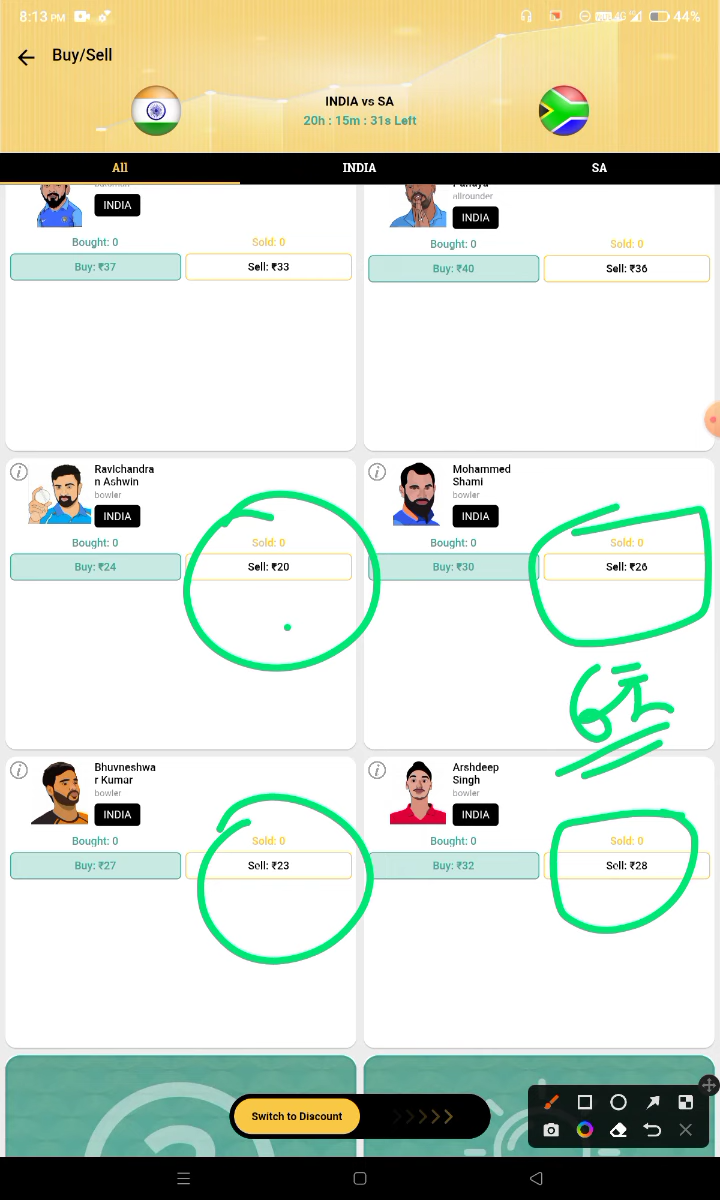 8:13 PM
4G
44%
Buy/Sell
INDIA vs SA
20h : 15m : 31s Left
All
INDIA
SA
INDIA
allrounder
INDIA
Bought: 0
Sold: 0
Bought: 0
Sold: 0
Buy: ₹37
Sell: ₹33
Buy: ₹40
Sell: ₹36
Ravichandra
n Ashwin
bowler
INDIA
Mohammed
Shami
bowler
INDIA
Bought: 0
Sold: 0
Bought: 0
Sold: 0
Buy: ₹24
Sell: ₹20
Buy: ₹30
Sell: ₹26
Bhuvneshwa
r Kumar
bowler
INDIA
Arshdeep
Singh
bowler
INDIA
Bought: 0
Sold: 0
Bought: 0
Sold: 0
Buy: ₹27
Sell: ₹23
Buy: ₹32
Sell: ₹28
Switch to Discount